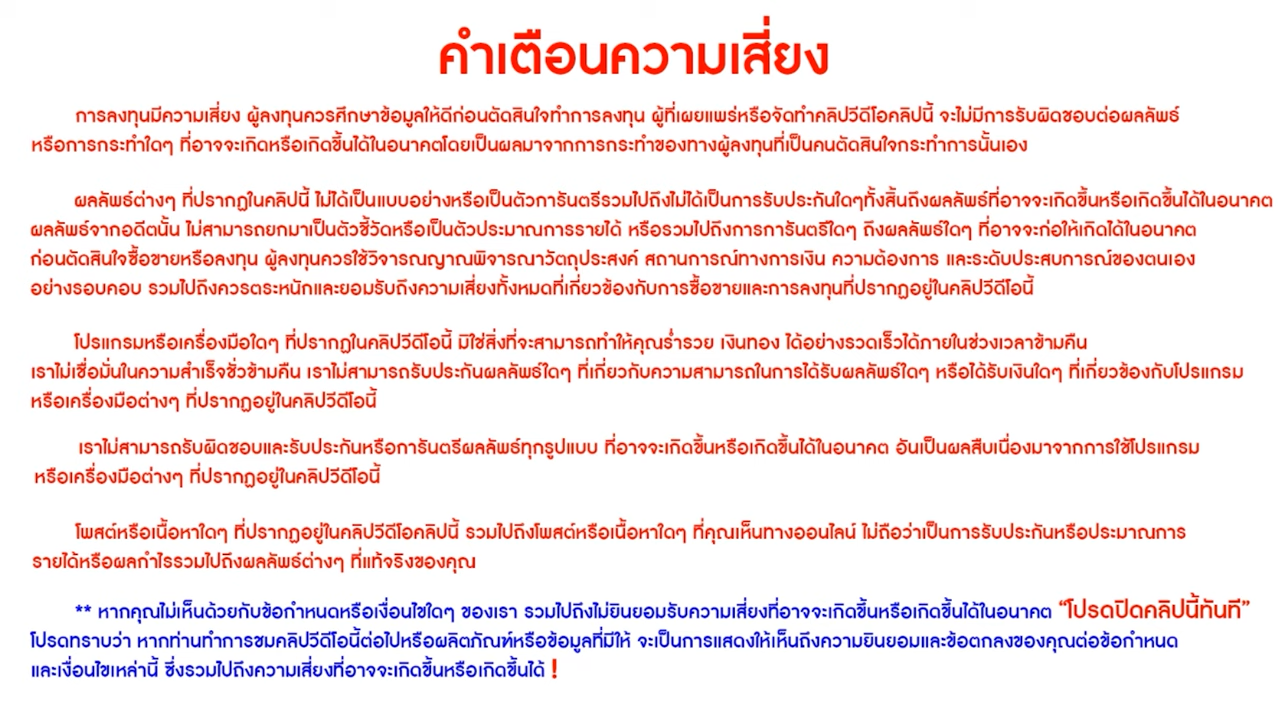 คำเตือนความเสี่ยง
การลงทุนมีความเสี่ยง ผู้ลงทุนควรศึกษาข้อมูลให้ดีก่อนตัดสินใจทำการลงทุน ผู้ที่เผยแพร่หรือจัดทำคลิปวีดีโอคลิปนี้ จะไม่มีการรับผิดชอบต่อผลลัพธ์
หรือการกระทำใดๆ ที่อาจจะเกิดหรือเกิดขึ้นได้ในอนาคตโดยเป็นผลมาจากการกระทำของทางผู้ลงทุนที่เป็นคนตัดสินใจกระทำการนั้นเอง
ผลลัพธ์ต่างๆ ที่ปรากฏในคลิปนี้ ไม่ได้เป็นแบบอย่างหรือเป็นตัวการันตรีรวมไปถึงไม่ได้เป็นการรับประกันใดๆทั้งสิ้นถึงผลลัพธ์ที่อาจจะเกิดขึ้นหรือเกิดขึ้นได้ในอนาคต
ผลลัพธ์จากอดีตนั้น ไม่สามารถยกมาเป็นตัวชี้วัดหรือเป็นตัวประมาณการรายได้ หรือรวมไปถึงการการันตรีใดๆ ถึงผลลัพธ์ใดๆ ที่อาจจะก่อให้เกิดได้ในอนาคต
ก่อนตัดสินใจซื้อขายหรือลงทุน ผู้ลงทุนควรใช้วิจารณญาณพิจารณาวัตถุประสงค์ สถานการณ์ทางการเงิน ความต้องการ และระดับประสบการณ์ของตนเอง
อย่างรอบคอบ รวมไปถึงควรตระหนักและยอมรับถึงความเสี่ยงทั้งหมดที่เกี่ยวข้องกับการซื้อขายและการลงทุนที่ปรากฏอยู่ในคลิปวีดีโอนี้
โปรแกรมหรือเครื่องมือใดๆ ที่ปรากฏในคลิปวีดีโอนี้ มิใช่สิ่งที่จะสามารถทำให้คุณร่ำรวย เงินทอง ได้อย่างรวดเร็วได้ภายในช่วงเวลาข้ามคืน
เราไม่เชื่อมั่นในความสำเร็จชั่วข้ามคืน เราไม่สามารถรับประกันผลลัพธ์ใดๆ ที่เกี่ยวกับความสามารถในการได้รับผลลัพธ์ใดๆ หรือได้รับเงินใดๆ ที่เกี่ยวข้องกับโปรแกรม
หรือเครื่องมือต่างๆ ที่ปรากฏอยู่ในคลิปวีดีโอนี้
เราไม่สามารถรับผิดชอบและรับประกันหรือการันตรีผลลัพธ์ทุกรูปแบบ ที่อาจจะเกิดขึ้นหรือเกิดขึ้นได้ในอนาคต อันเป็นผลสืบเนื่องมาจากการใช้โปรแกรม
หรือเครื่องมือต่างๆ ที่ปรากฏอยู่ในคลิปวีดีโอนี้
โพสต์หรือเนื้อหาใดๆ ที่ปรากฏอยู่ในคลิปวีดีโอคลิปนี้ รวมไปถึงโพสต์หรือเนื้อหาใดๆ ที่คุณเห็นทางออนไลน์ ไม่ถือว่าเป็นการรับประกันหรือประมาณการ
รายได้หรือผลกำไรรวมไปถึงผลลัพธ์ต่างๆ ที่แท้จริงของคุณ
** หากคุณไม่เห็นด้วยกับข้อกำหนดหรือเงื่อนไขใดๆ ของเรา รวมไปถึงไม่ยินยอมรับความเสี่ยงที่อาจจะเกิดขึ้นหรือเกิดขึ้นได้ในอนาคต “โปรดปิดคลิปนี้ทันที”
โปรดทราบว่า หากท่านทำการชมคลิปวีดีโอนี้ต่อไปหรือผลิตภัณฑ์หรือข้อมูลที่มีให้ จะเป็นการแสดงให้เห็นถึงความยินยอมและข้อตกลงของคุณต่อข้อกำหนด
และเงื่อนไขเหล่านี้ ซึ่งรวมไปถึงความเสี่ยงที่อาจจะเกิดขึ้นหรือเกิดขึ้นได้ !